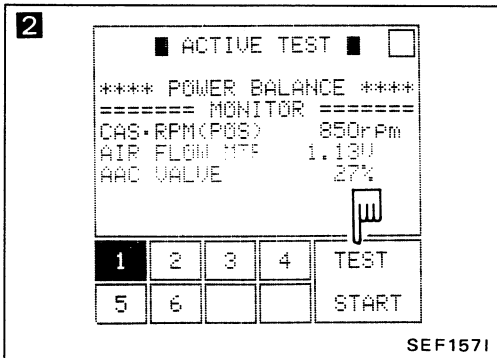 2
■ ACTIVE TEST ■
**** POWER BALANCE ****
======= MONITOR =======
CAS•RPM(POS) 850rpm
AIR FLOW MTR 1.13V
AAC VALVE 27%
1 2 3 4 TEST
5 6 START
SEF157I